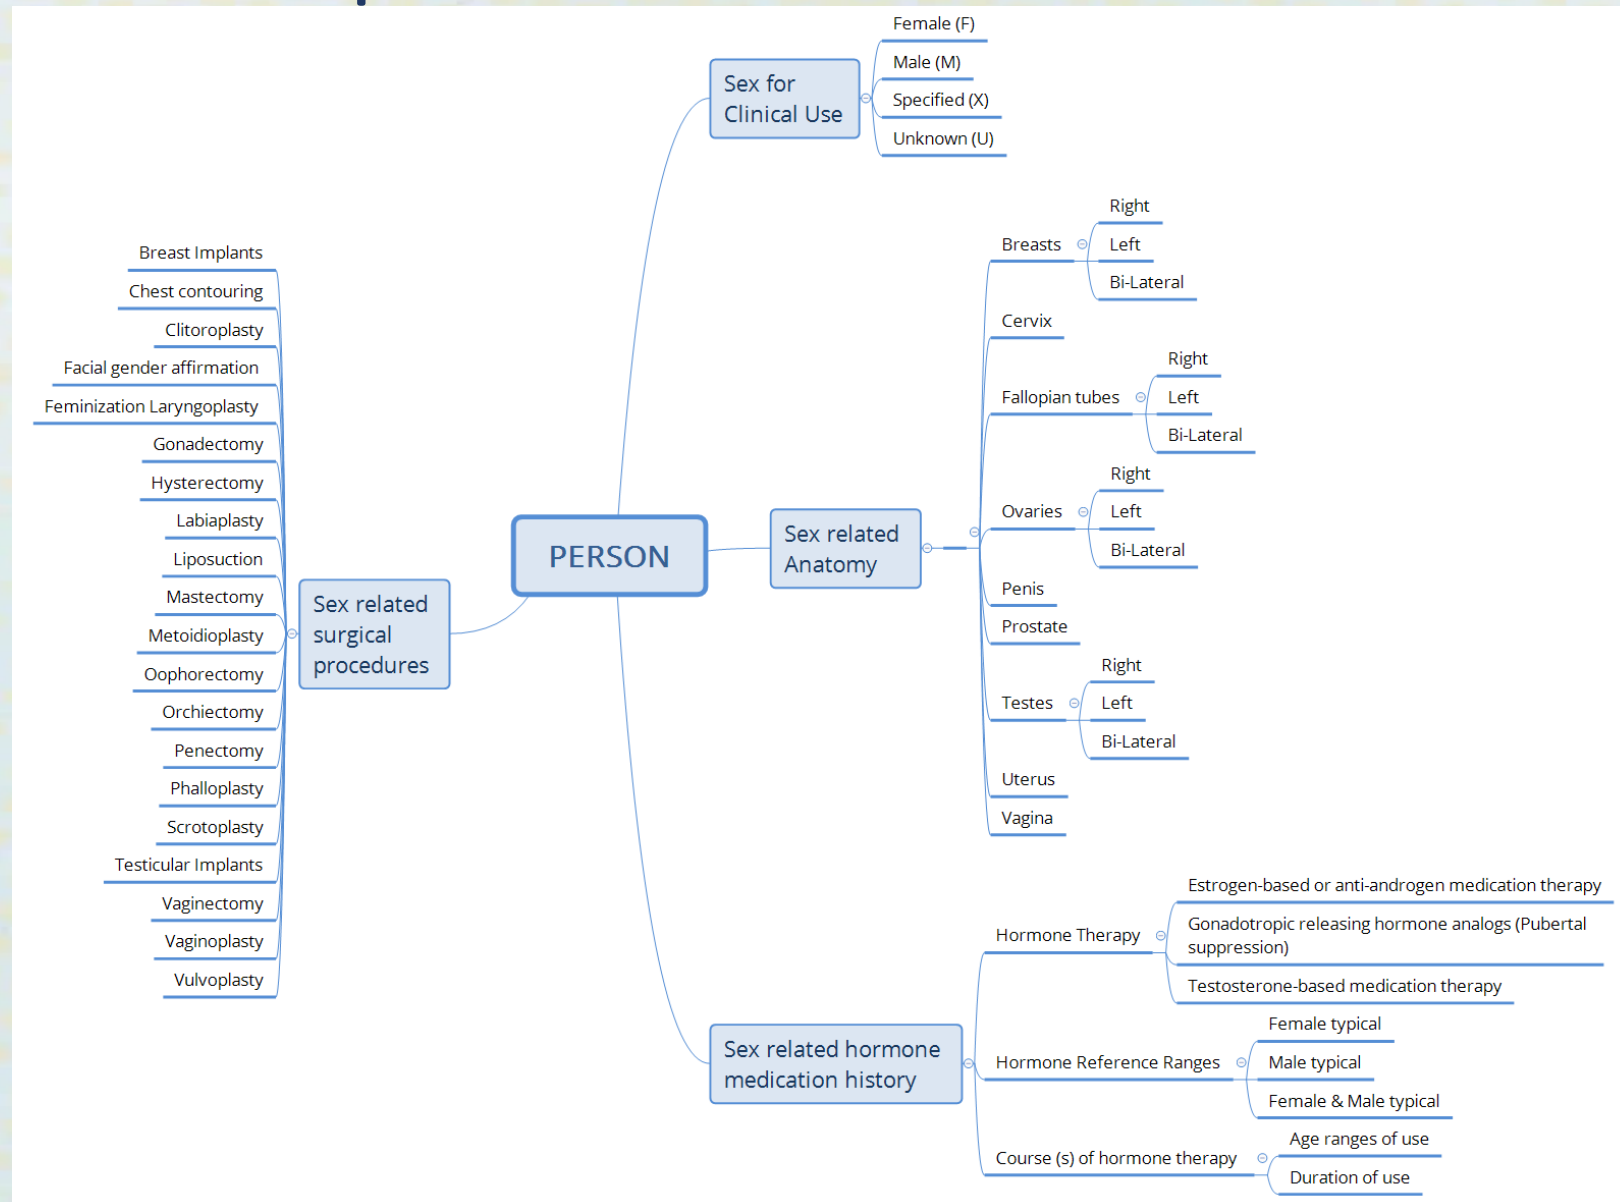 Sex for
Clinical Use
Female (F)
Male (M)
Specified (X)
Unknown (U)
PERSON
Sex related
Anatomy
Breasts
Right
Left
Bi-Lateral
Cervix
Fallopian tubes
Right
Left
Bi-Lateral
Ovaries
Right
Left
Bi-Lateral
Penis
Prostate
Testes
Right
Left
Bi-Lateral
Uterus
Vagina
Sex related hormone
medication history
Hormone Therapy
Estrogen-based or anti-androgen medication therapy
Gonadotropic releasing hormone analogs (Pubertal
suppression)
Testosterone-based medication therapy
Hormone Reference Ranges
Female typical
Male typical
Female & Male typical
Course (s) of hormone therapy
Age ranges of use
Duration of use
Sex related
surgical
procedures
Breast Implants
Chest contouring
Clitoroplasty
Facial gender affirmation
Feminization Laryngoplasty
Gonadectomy
Hysterectomy
Labiaplasty
Liposuction
Mastectomy
Metoidioplasty
Oophorectomy
Orchiectomy
Penectomy
Phalloplasty
Scrotoplasty
Testicular Implants
Vaginectomy
Vaginoplasty
Vulvoplasty